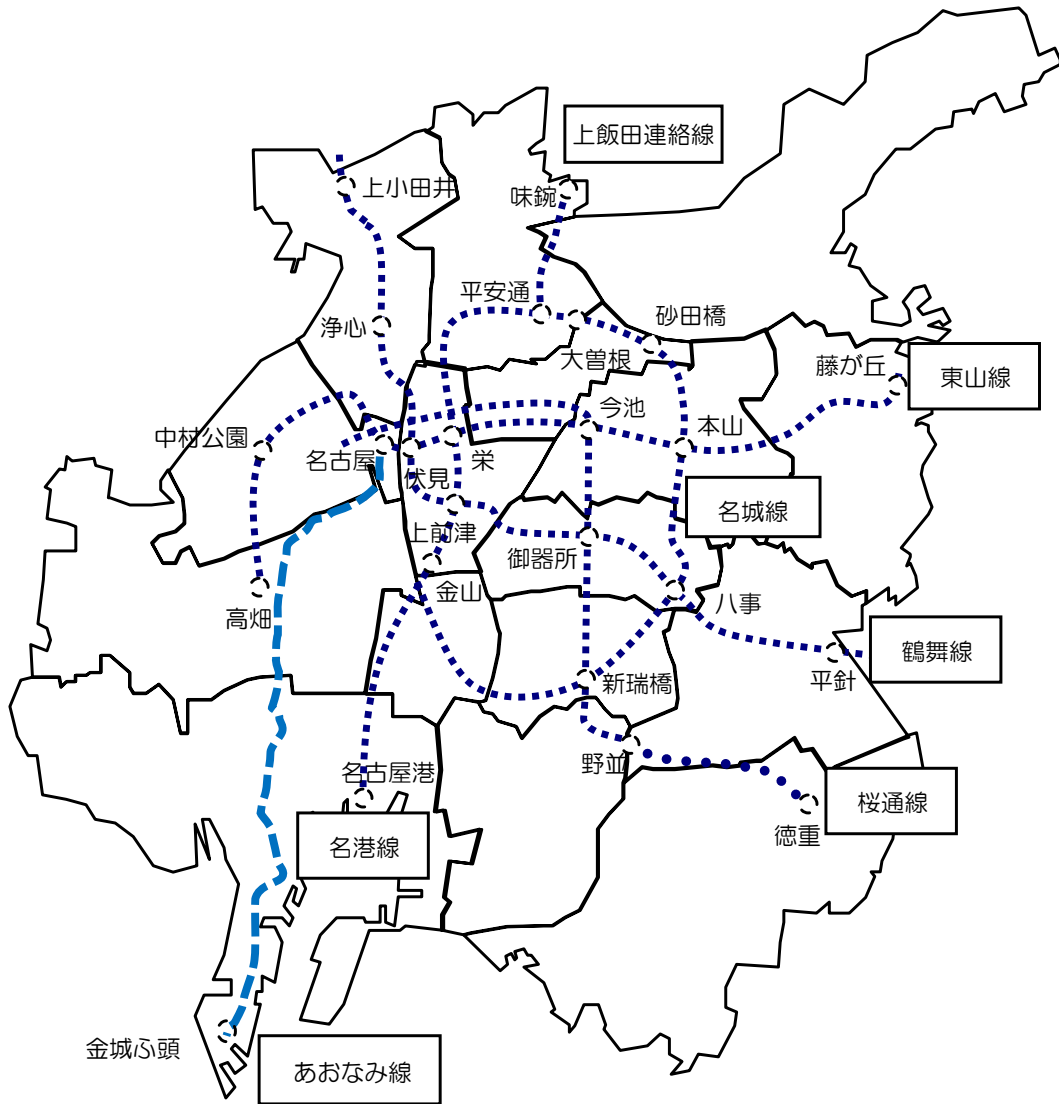 上飯田連絡線
上小田井
味鋺
平安通
浄心
砂田橋
大曽根
藤が丘
東山線
今池
中村公園
名古屋
栄
本山
伏見
名城線
上前津
御器所
金山
八事
高畑
鶴舞線
平針
新瑞橋
野並
名古屋港
桜通線
徳重
名港線
金城ふ頭
あおなみ線